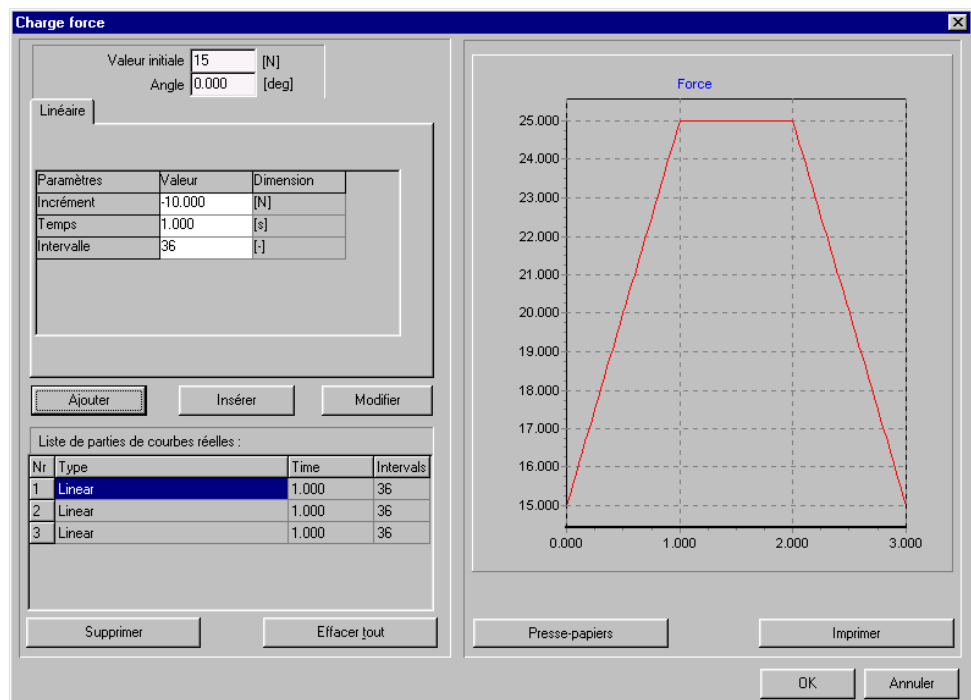 Charge force
Valeur initiale 15 [N]
Angle 0.000 [deg]
Linéaire
Paramètres Valeur Dimension
Incrément -10.000 [N]
Temps 1.000 [s]
Intervalle 36 [-]
Ajouter Insérer Modifier
Liste de parties de courbes réelles :
Nr Type Time Intervals
1 Linear 1.000 36
2 Linear 1.000 36
3 Linear 1.000 36
Supprimer Effacer tout
Force
25.000
24.000
23.000
22.000
21.000
20.000
19.000
18.000
17.000
16.000
15.000
0.000 1.000 2.000 3.000
Presse-papiers Imprimer
OK Annuler